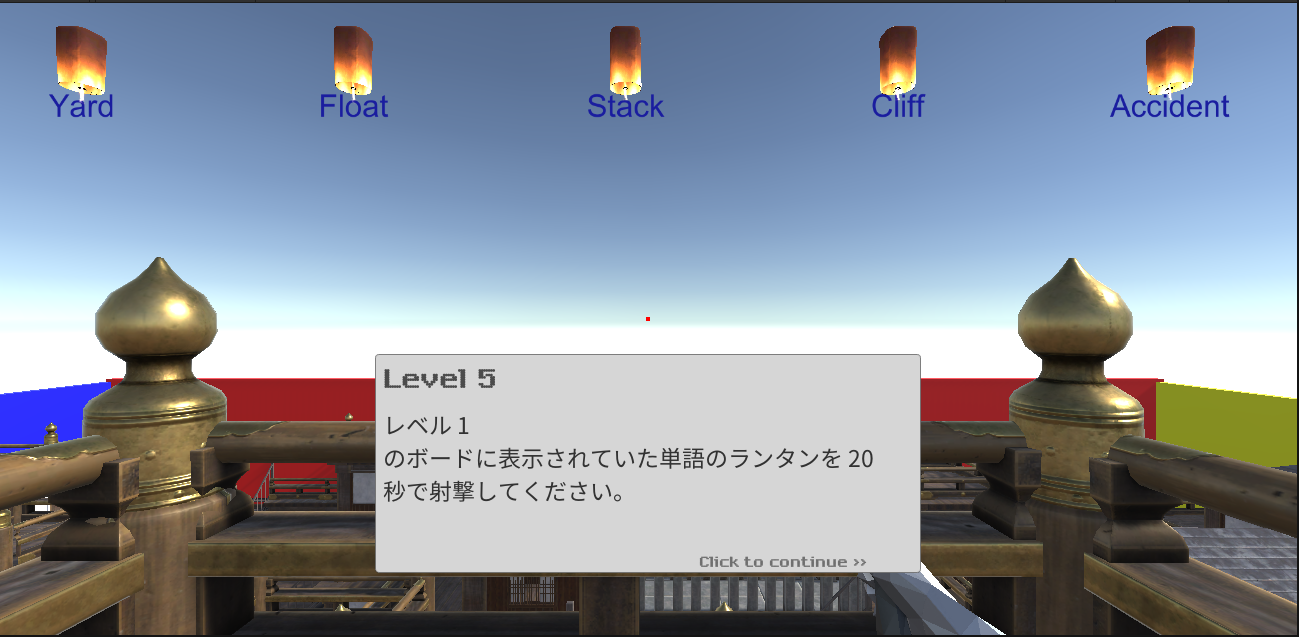 Yard Float Stack Cliff Accident
Level 5
レベル 1
のボードに表示されていた単語のランタンを 20
秒で射撃してください。
Click to continue >>